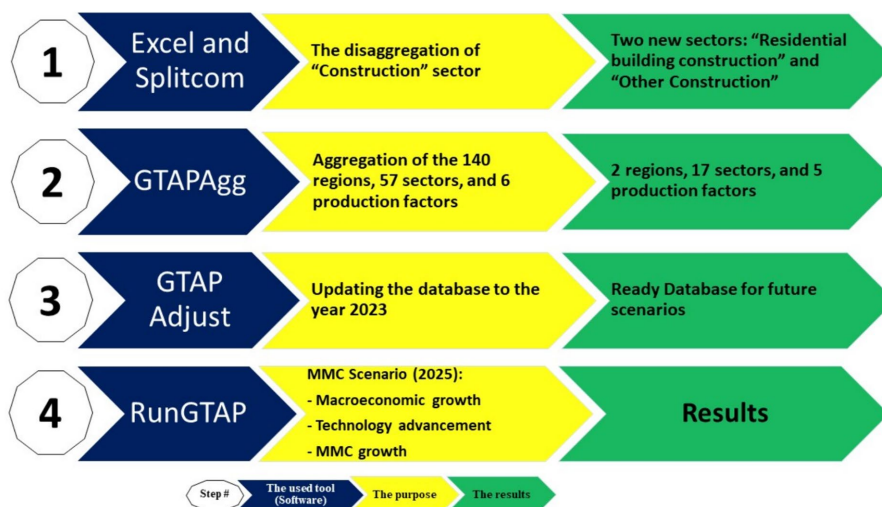 1
Excel and
Splitcom
The disaggregation of
“Construction” sector
Two new sectors: “Residential
building construction” and
“Other Construction”
2
GTAPAgg
Aggregation of the 140
regions, 57 sectors, and 6
production factors
2 regions, 17 sectors, and 5
production factors
3
GTAP
Adjust
Updating the database to the
year 2023
Ready Database for future
scenarios
4
RunGTAP
MMC Scenario (2025):
- Macroeconomic growth
- Technology advancement
- MMC growth
Results
Step #
The used tool
(Software)
The purpose
The results